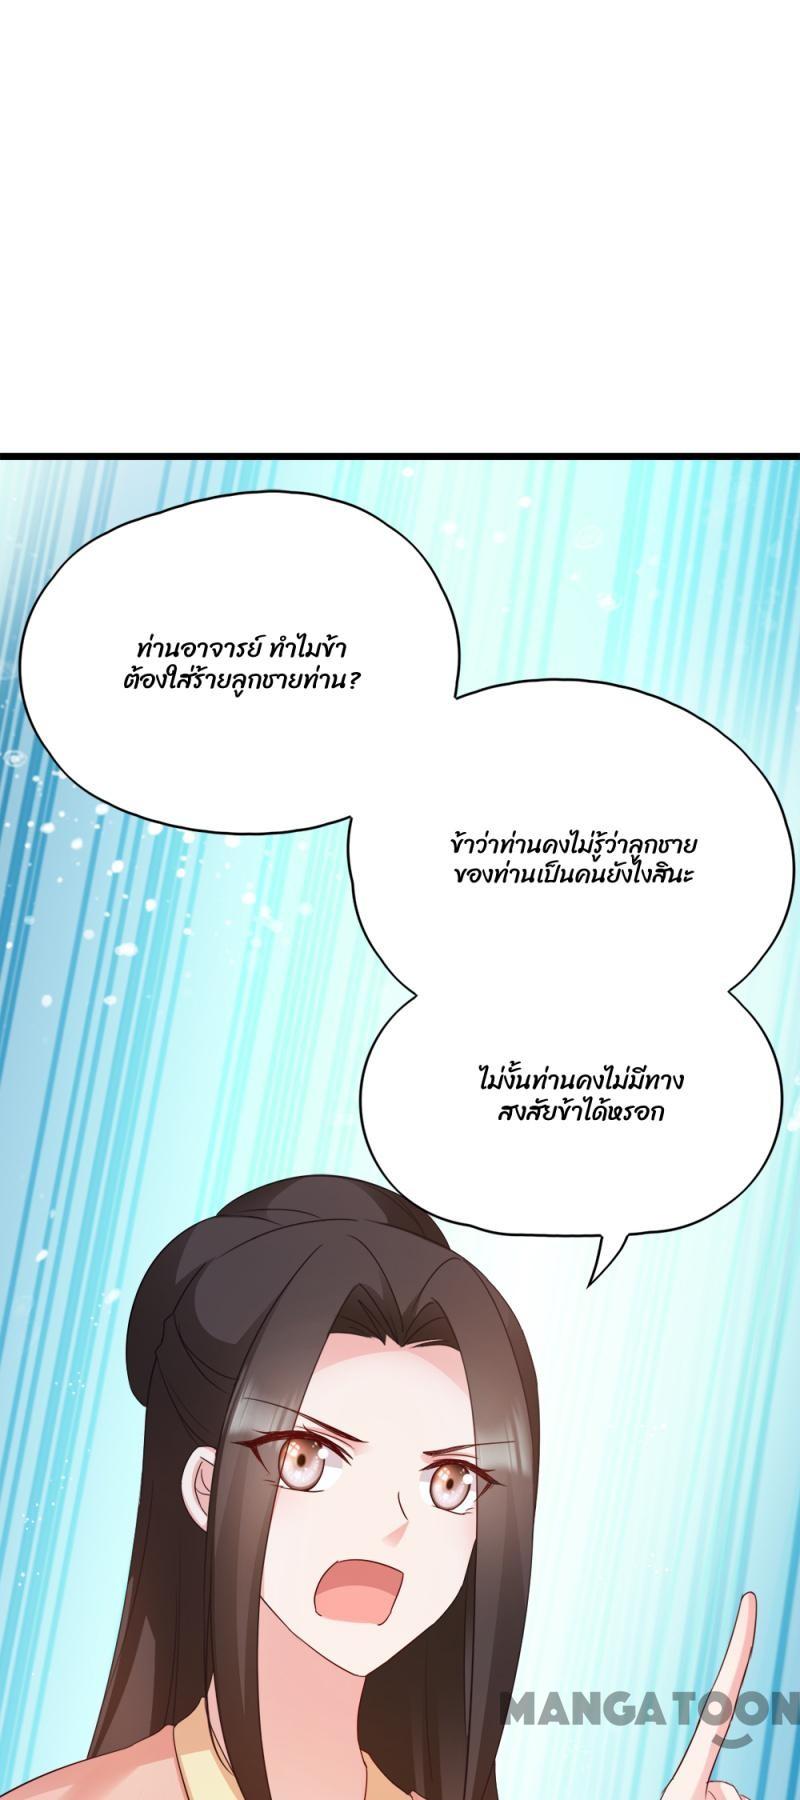 ท่านอาจารย์ ทำไมข้า
ต้องใส่ร้ายลูกชายท่าน?
ข้าว่าท่านคงไม่รู้ว่าลูกชาย
ของท่านเป็นคนยังไงสินะ
ไม่งั้นท่านคงไม่มีทาง
สงสัยข้าได้หรอก
MANGATOON